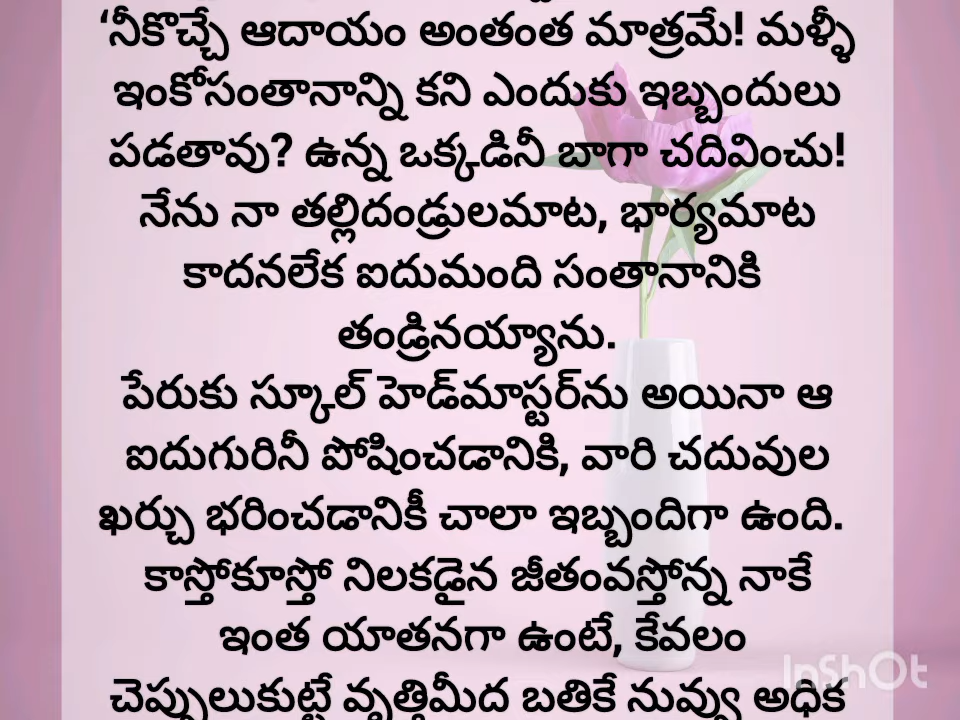 ‘నీకొచ్చే ఆదాయం అంతంత మాత్రమే! మళ్ళీ
ఇంకోసంతానాన్ని కని ఎందుకు ఇబ్బందులు
పడతావు? ఉన్న ఒక్కడినీ బాగా చదివించు!
నేను నా తల్లిదండ్రులమాట, భార్యమాట
కాదనలేక ఐదుమంది సంతానానికి
తండ్రినయ్యాను.
పేరుకు స్కూల్ హెడ్‌మాస్టర్‌ను అయినా ఆ
ఐదుగురినీ పోషించడానికి, వారి చదువుల
ఖర్చు భరించడానికీ చాలా ఇబ్బందిగా ఉంది.
కాస్తోకూస్తో నిలకడైన జీతంవస్తోన్న నాకే
ఇంత యాతనగా ఉంటే, కేవలం
చెప్పులుకుట్టే వృత్తిమీద బతికే నువ్వు అధిక
InShOt